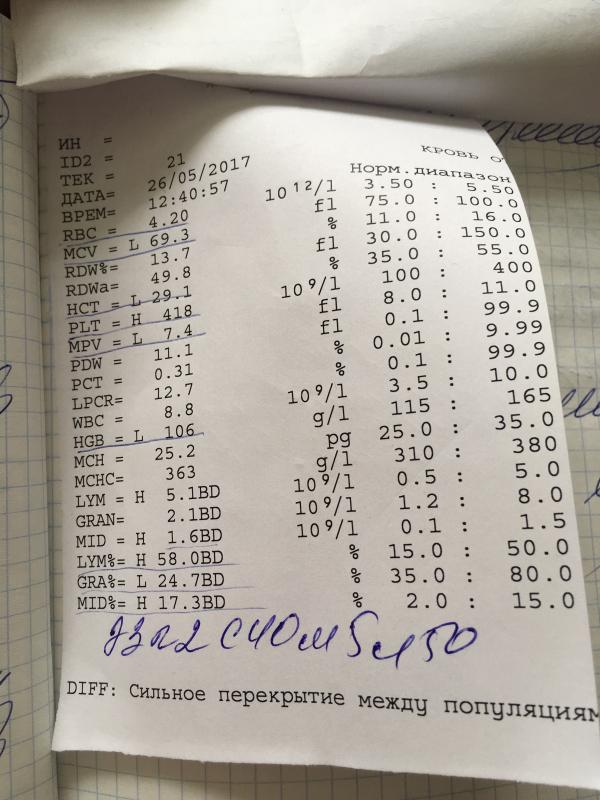 ИН =
ID2 =
ТЕК = 21 КРОВЬ
ДАТА= 26/05/2017
ВРЕМ= 12:40:57 Норм.диапазон
RBC = 4.20 10¹²/l 3.50 : 5.50
MCV = L 69.3 fl 75.0 : 100.0
RDW%= 13.7 % 11.0 : 16.0
RDWa= 49.8 fl 30.0 : 150.0
HCT = L 29.1 % 35.0 : 55.0
PLT = H 418 10⁹/l 100 : 400
MPV = L 7.4 fl 8.0 : 11.0
PDW = 11.1 fl 0.1 : 99.9
PCT = 0.31 % 0.01 : 9.99
LPCR= 12.7 % 0.1 : 99.9
WBC = 8.8 10⁹/l 3.5 : 10.0
HGB = L 106 g/l 115 : 165
MCH = 25.2 pg 25.0 : 35.0
MCHC= 363 g/l 310 : 380
LYM = H 5.1BD 10⁹/l 0.5 : 5.0
GRAN= 2.1BD 10⁹/l 1.2 : 8.0
MID = H 1.6BD 10⁹/l 0.1 : 1.5
LYM%= H 58.0BD % 15.0 : 50.0
GRA%= L 24.7BD % 35.0 : 80.0
MID%= H 17.3BD % 2.0 : 15.0
э3 п2 с40 м5 л50
DIFF: Сильное перекрытие между популяциям